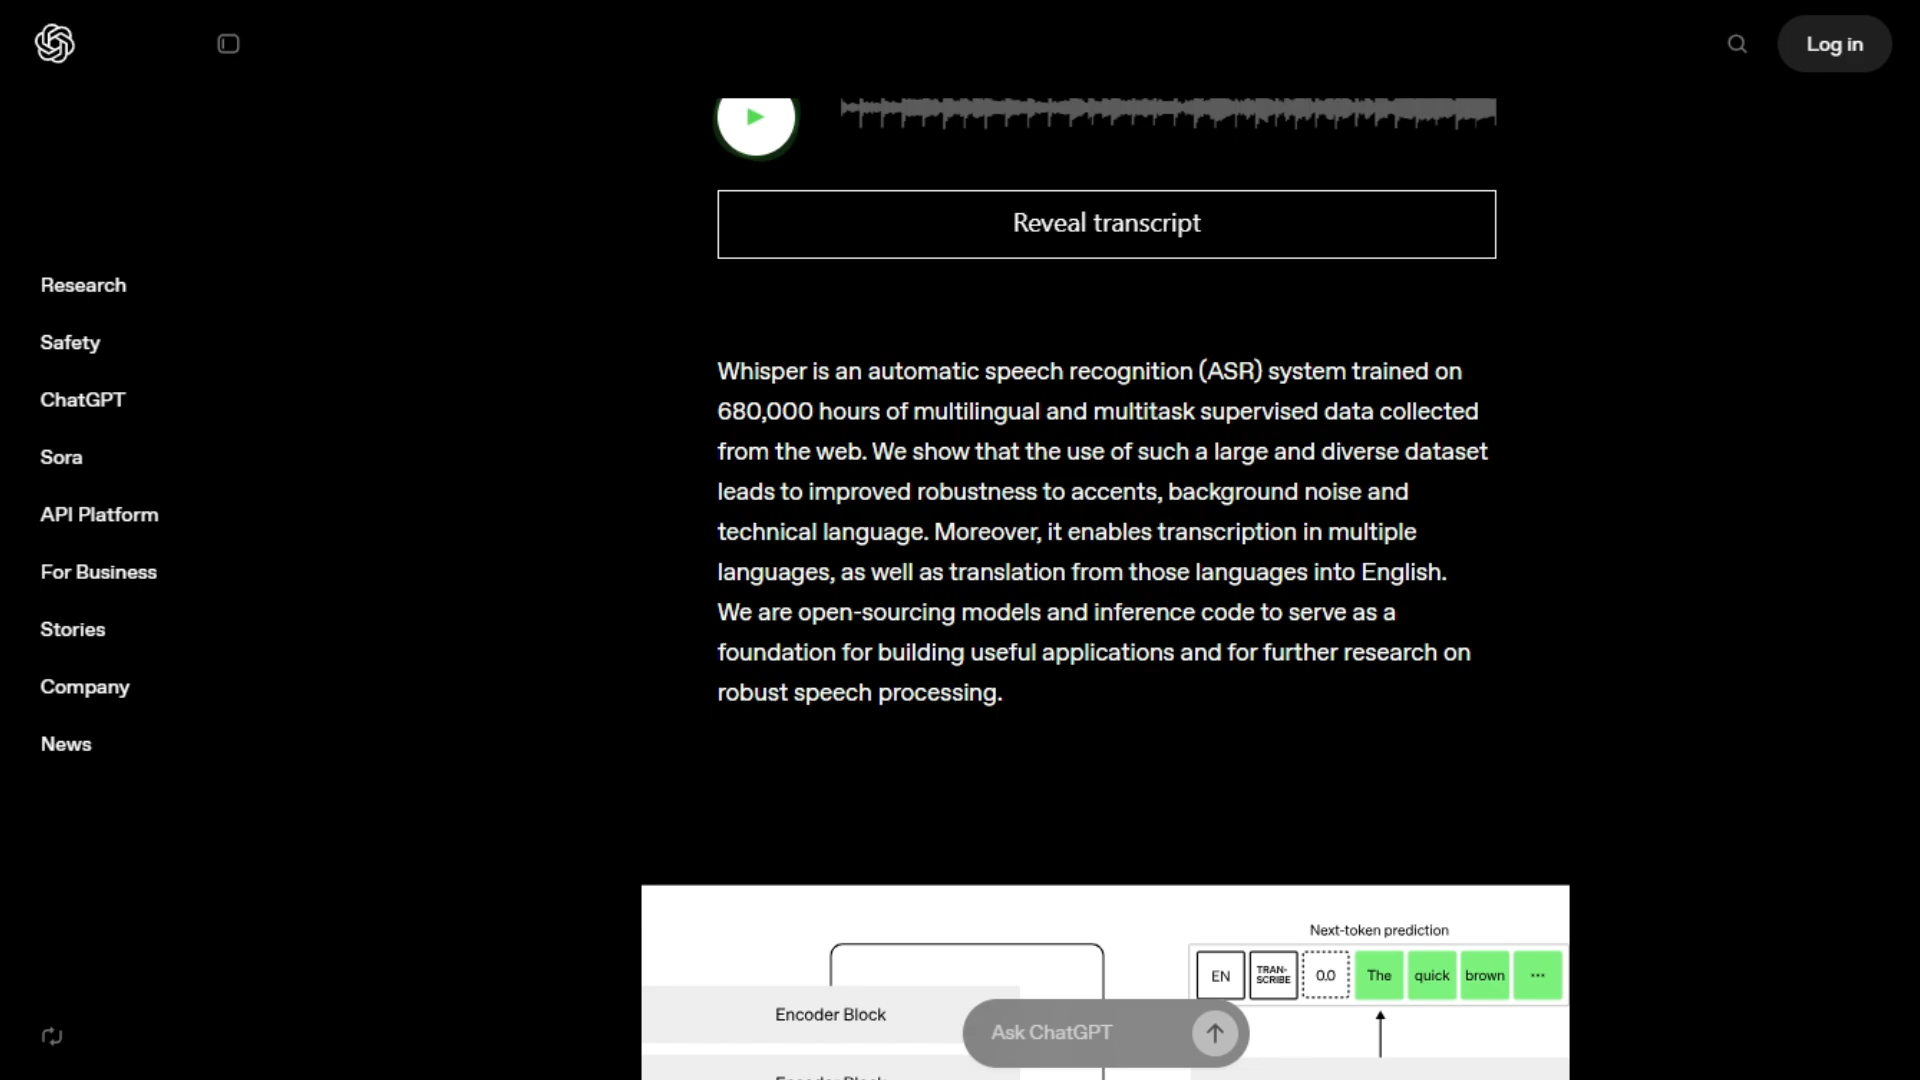 Log in
Reveal transcript
Research
Safety
ChatGPT
Sora
API Platform
For Business
Stories
Company
News
Whisper is an automatic speech recognition (ASR) system trained on
680,000 hours of multilingual and multitask supervised data collected
from the web. We show that the use of such a large and diverse dataset
leads to improved robustness to accents, background noise and
technical language. Moreover, it enables transcription in multiple
languages, as well as translation from those languages into English.
We are open-sourcing models and inference code to serve as a
foundation for building useful applications and for further research on
robust speech processing.
Next-token prediction
EN
TRAN-
SCRIBE
0.0
The
quick
brown
...
Encoder Block
Ask ChatGPT